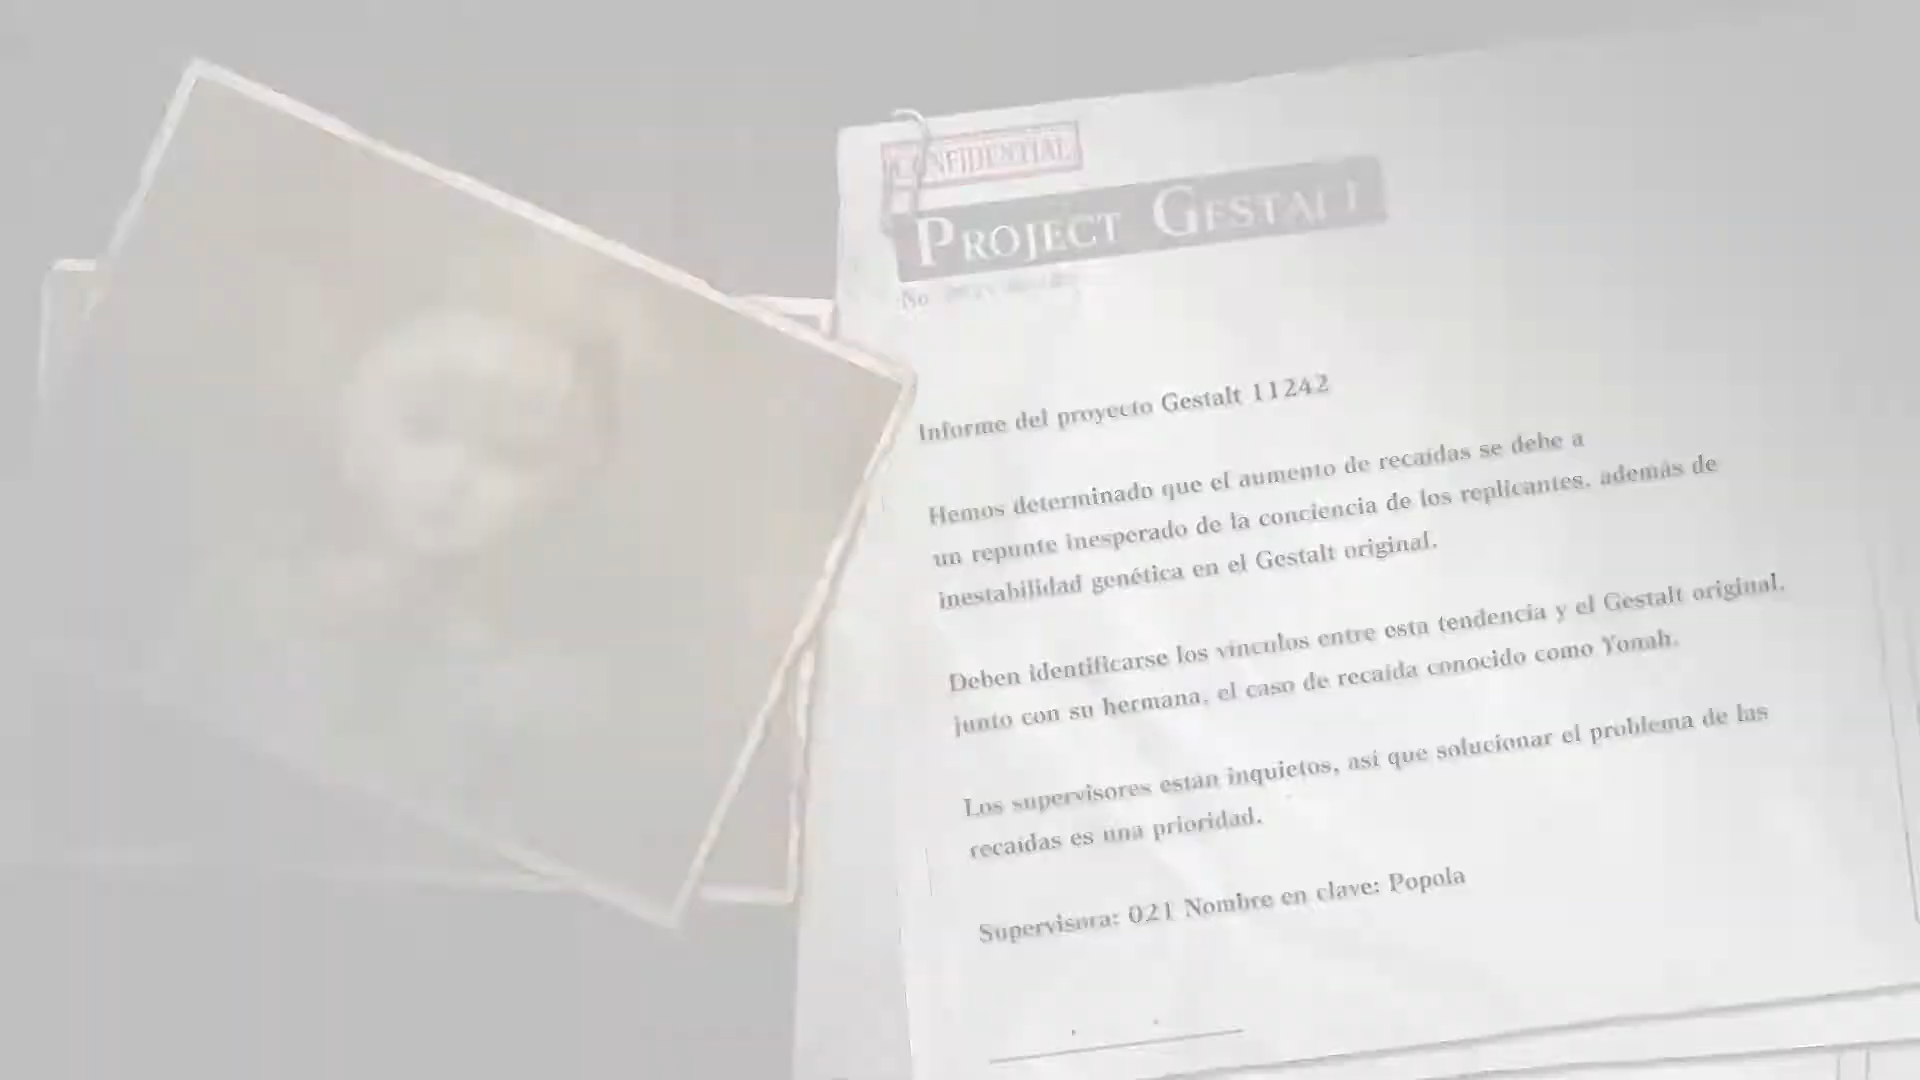 CONFIDENTIAL
PROJECT GESTALT
No
Informe del proyecto Gestalt 11242
Hemos determinado que el aumento de recaídas se debe a
un repunte inesperado de la conciencia de los replicantes, además de
inestabilidad genética en el Gestalt original.
Deben identificarse los vínculos entre esta tendencia y el Gestalt original,
junto con su hermana, el caso de recaída conocido como Yonah.
Los supervisores están inquietos, así que solucionar el problema de las
recaídas es una prioridad.
Supervisora: 021 Nombre en clave: Popola